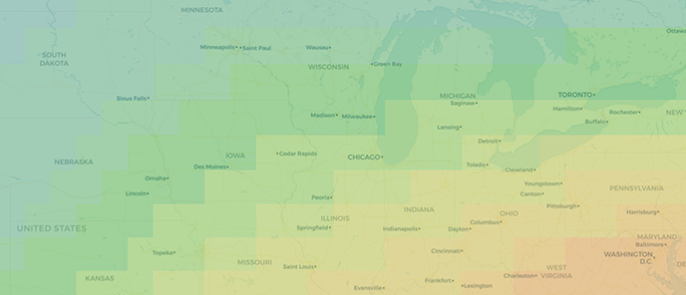 MINNESOTA
Ottawa
Minneapolis
Saint Paul
Wausau
SOUTH
DAKOTA
Green Bay
WISCONSIN
Sioux Falls
MICHIGAN
TORONTO
Saginaw
Hamilton
Rochester
NEW
Madison
Milwaukee
Buffalo
Lansing
Detroit
IOWA
Cedar Rapids
CHICAGO
NEBRASKA
Des Moines
Toledo
Cleveland
Omaha
Youngstown
PENNSYLVANIA
Lincoln
Peoria
Canton
Pittsburgh
INDIANA
OHIO
Harrisburg
ILLINOIS
Columbus
UNITED STATES
Springfield
Indianapolis
Dayton
MARYLAND
Baltimore
Topeka
Cincinnati
WASHINGTON
D.C.
MISSOURI
Saint Louis
WEST
VIRGINIA
DE
KANSAS
Charleston
Frankfort
Lexington
Evansville